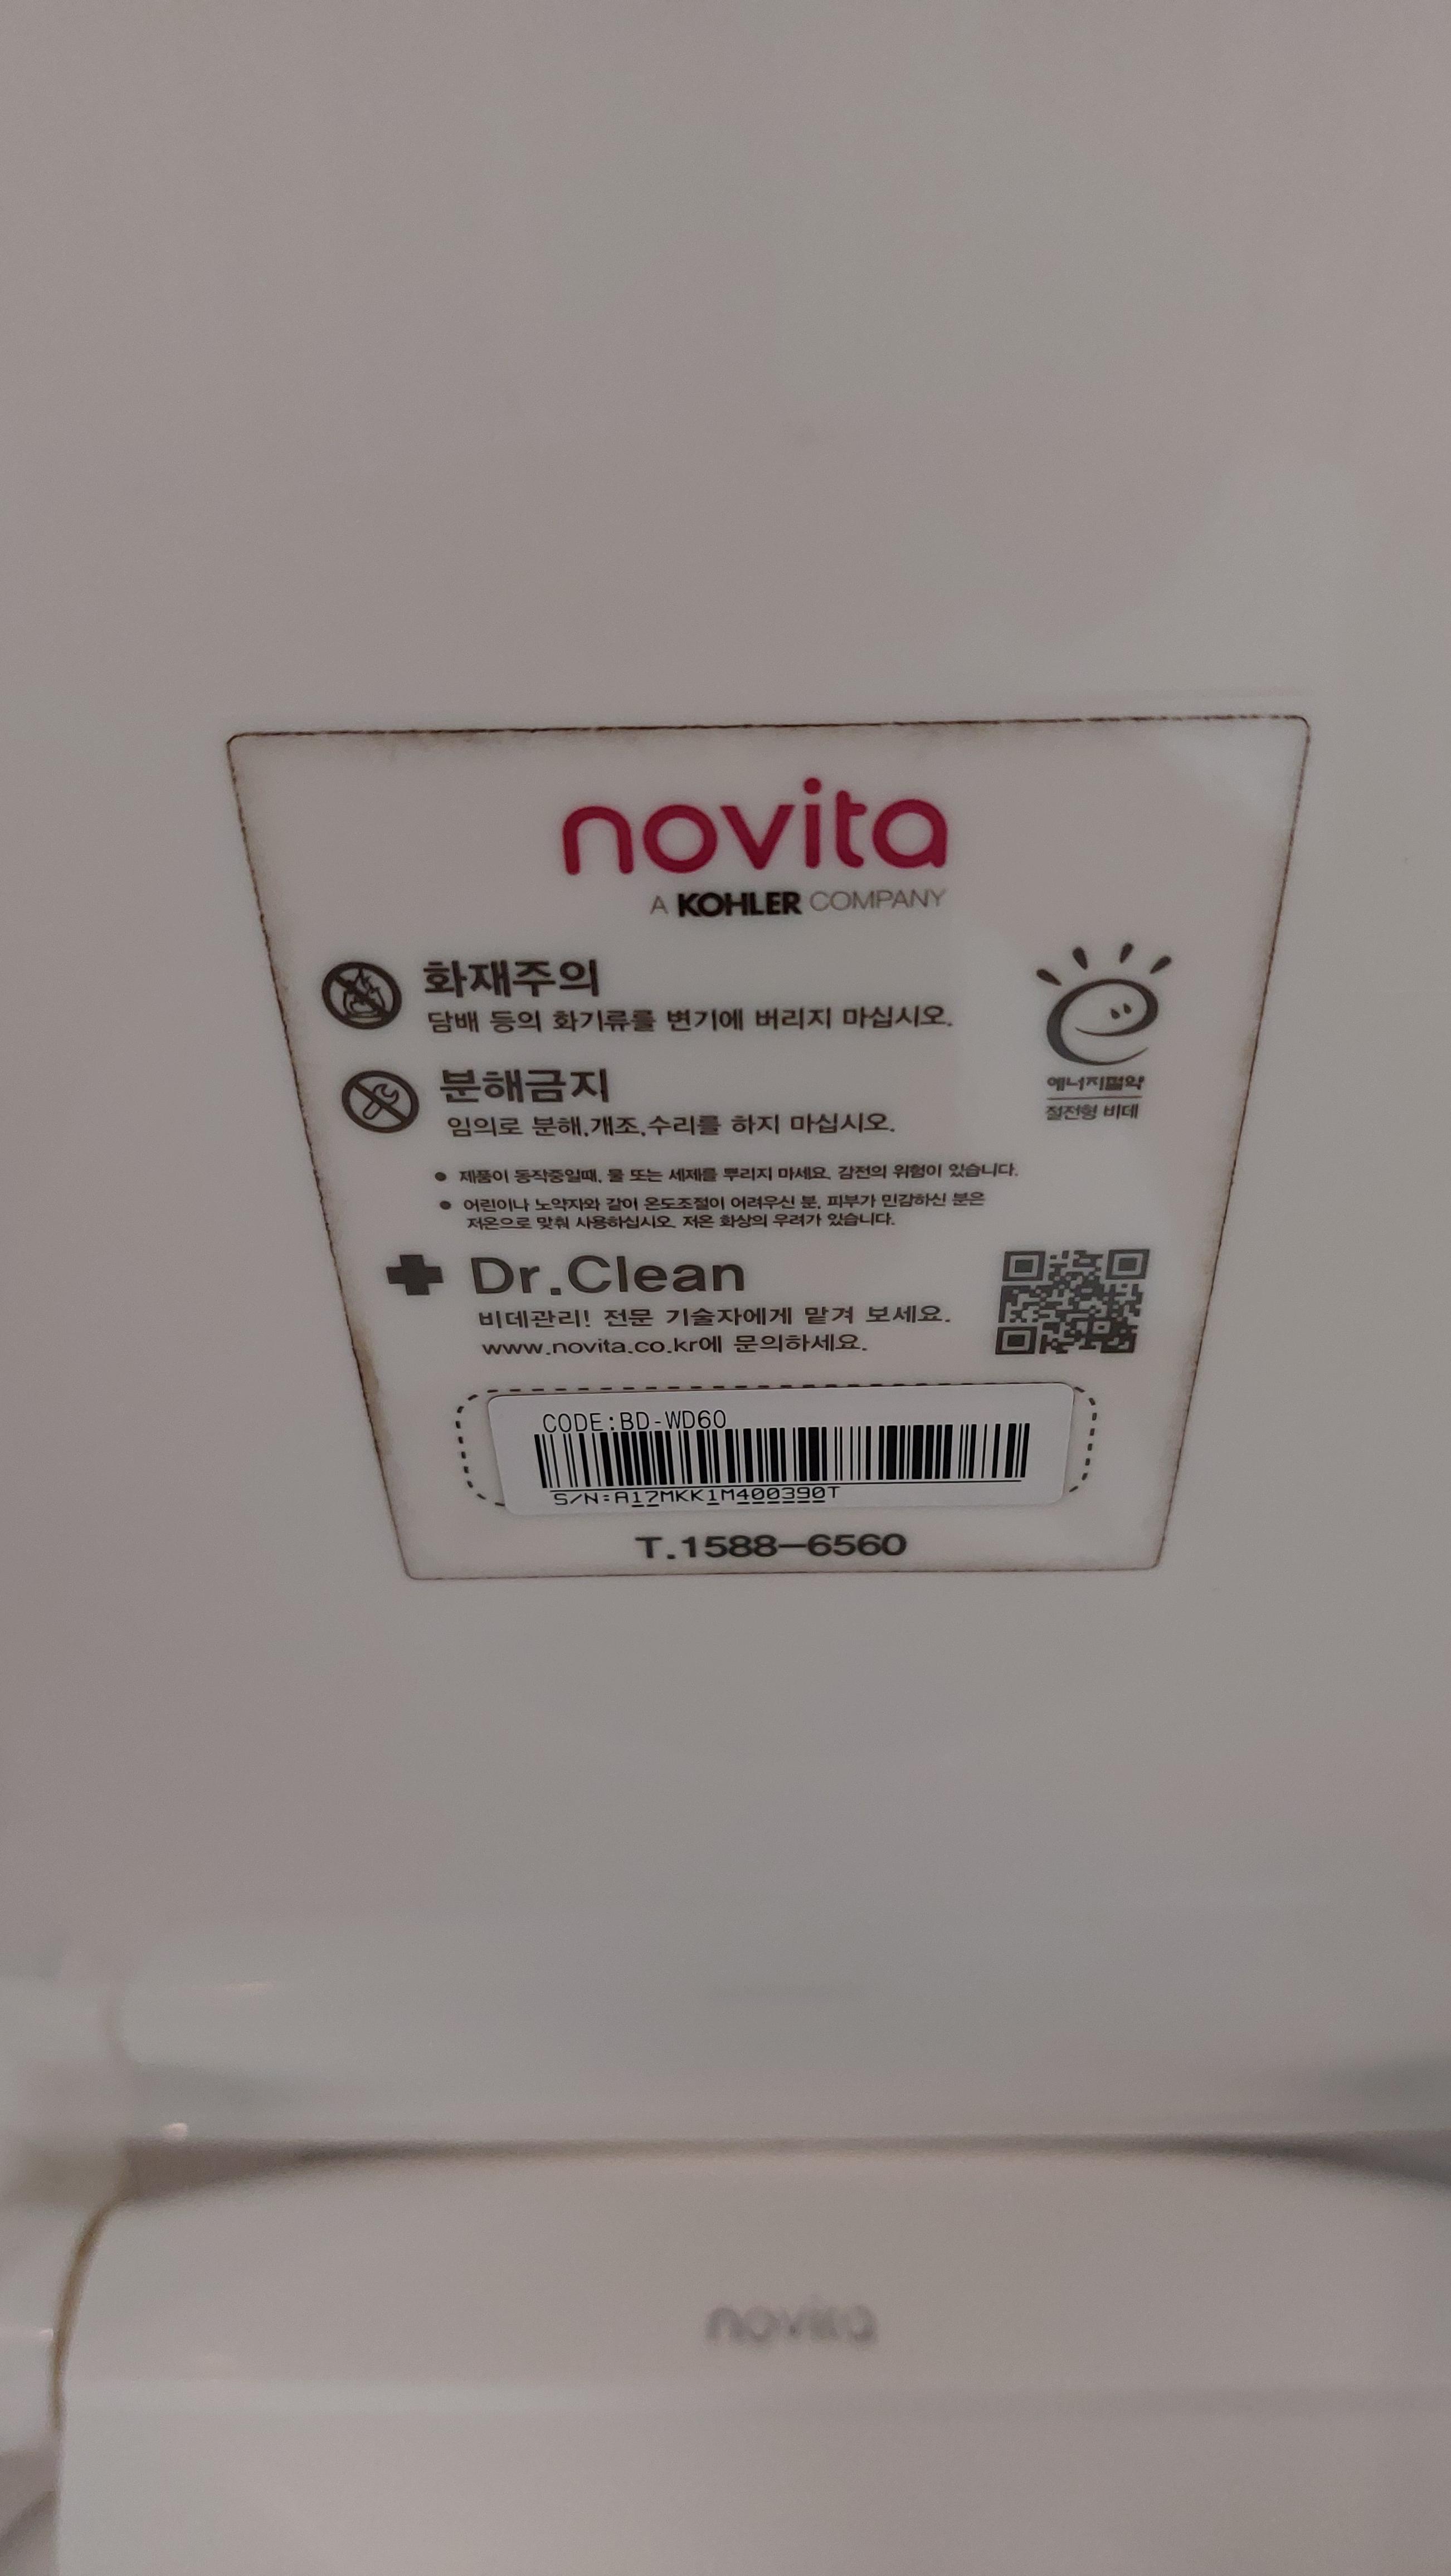 novita
A KOHLER COMPANY
화재주의
담배 등의 화기류를 변기에 버리지 마십시오.
분해금지
임의로 분해,개조,수리를 하지 마십시오.
에너지절약
절전형 비데
● 제품이 동작중일때, 물 또는 세제를 뿌리지 마세요. 감전의 위험이 있습니다.
● 어린이나 노약자와 같이 온도조절이 어려우신 분, 피부가 민감하신 분은
저온으로 맞춰 사용하십시오. 저온 화상의 우려가 있습니다.
Dr.Clean
비데관리! 전문 기술자에게 맡겨 보세요.
www.novita.co.kr에 문의하세요.
CODE:BD-WD60
S/N:A17MKK1M400390T
T.1588-6560
novita